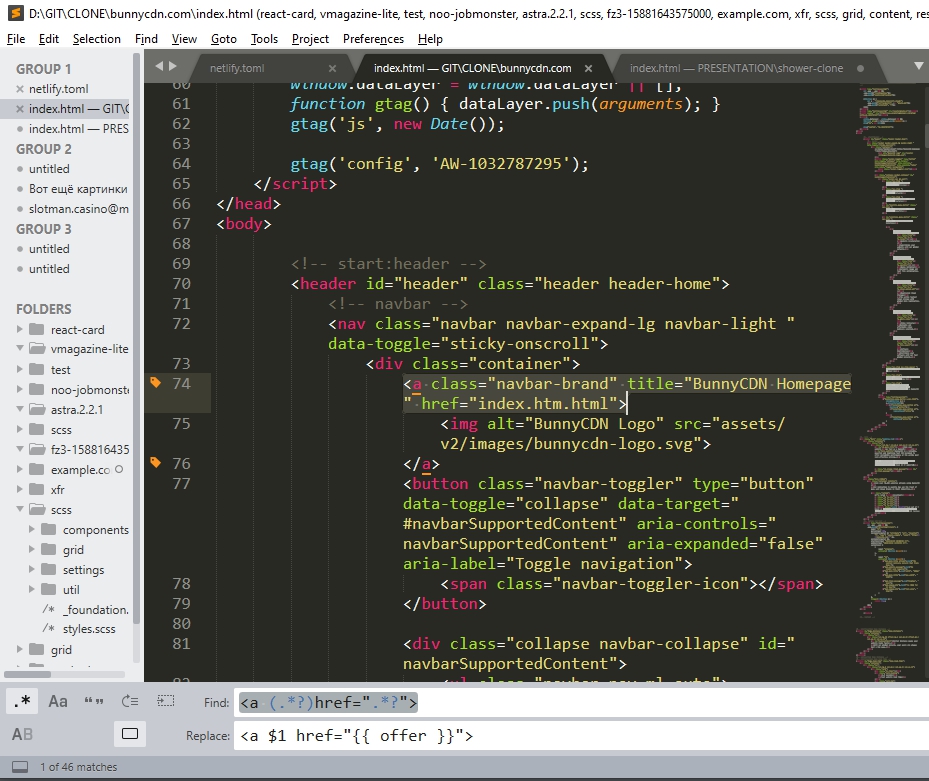 D:\GIT\CLONE\bunnycdn.com\index.html (react-card, vmagazine-lite, test, noo-jobmonster, astra.2.2.1, scss, fz3-15881643575000, example.com, xfr, scss, grid, content, res
File Edit Selection Find View Goto Tools Project Preferences Help
GROUP 1
netlify.toml
index.html — GIT\C
index.html — PRES
GROUP 2
untitled
Вот ещё картинки
slotman.casino@m
GROUP 3
untitled
untitled
FOLDERS
react-card
vmagazine-lite
test
noo-jobmonste
astra.2.2.1
scss
fz3-158816435
example.co
xfr
scss
components
grid
settings
util
/* _foundation.
/* styles.scss
grid
netlify.toml × index.html — GIT\CLONE\bunnycdn.com × index.html — PRESENTATION\shower-clone
60 window.dataLayer = window.dataLayer || [];
61 function gtag() { dataLayer.push(arguments); }
62 gtag('js', new Date());
63
64 gtag('config', 'AW-1032787295');
65 </script>
66 </head>
67 <body>
68
69 <!-- start:header -->
70 <header id="header" class="header header-home">
71 <!-- navbar -->
72 <nav class="navbar navbar-expand-lg navbar-light "
data-toggle="sticky-onscroll">
73 <div class="container">
74 <a class="navbar-brand" title="BunnyCDN Homepage
" href="index.htm.html">
75 <img alt="BunnyCDN Logo" src="assets/
v2/images/bunnycdn-logo.svg">
76 </a>
77 <button class="navbar-toggler" type="button"
data-toggle="collapse" data-target="
#navbarSupportedContent" aria-controls="
navbarSupportedContent" aria-expanded="false"
aria-label="Toggle navigation">
78 <span class="navbar-toggler-icon"></span>
79 </button>
80
81 <div class="collapse navbar-collapse" id="
navbarSupportedContent">
.* Aa “” Find: <a (.*?)href=".*?">
AB Replace: <a $1 href="{{ offer }}">
1 of 46 matches